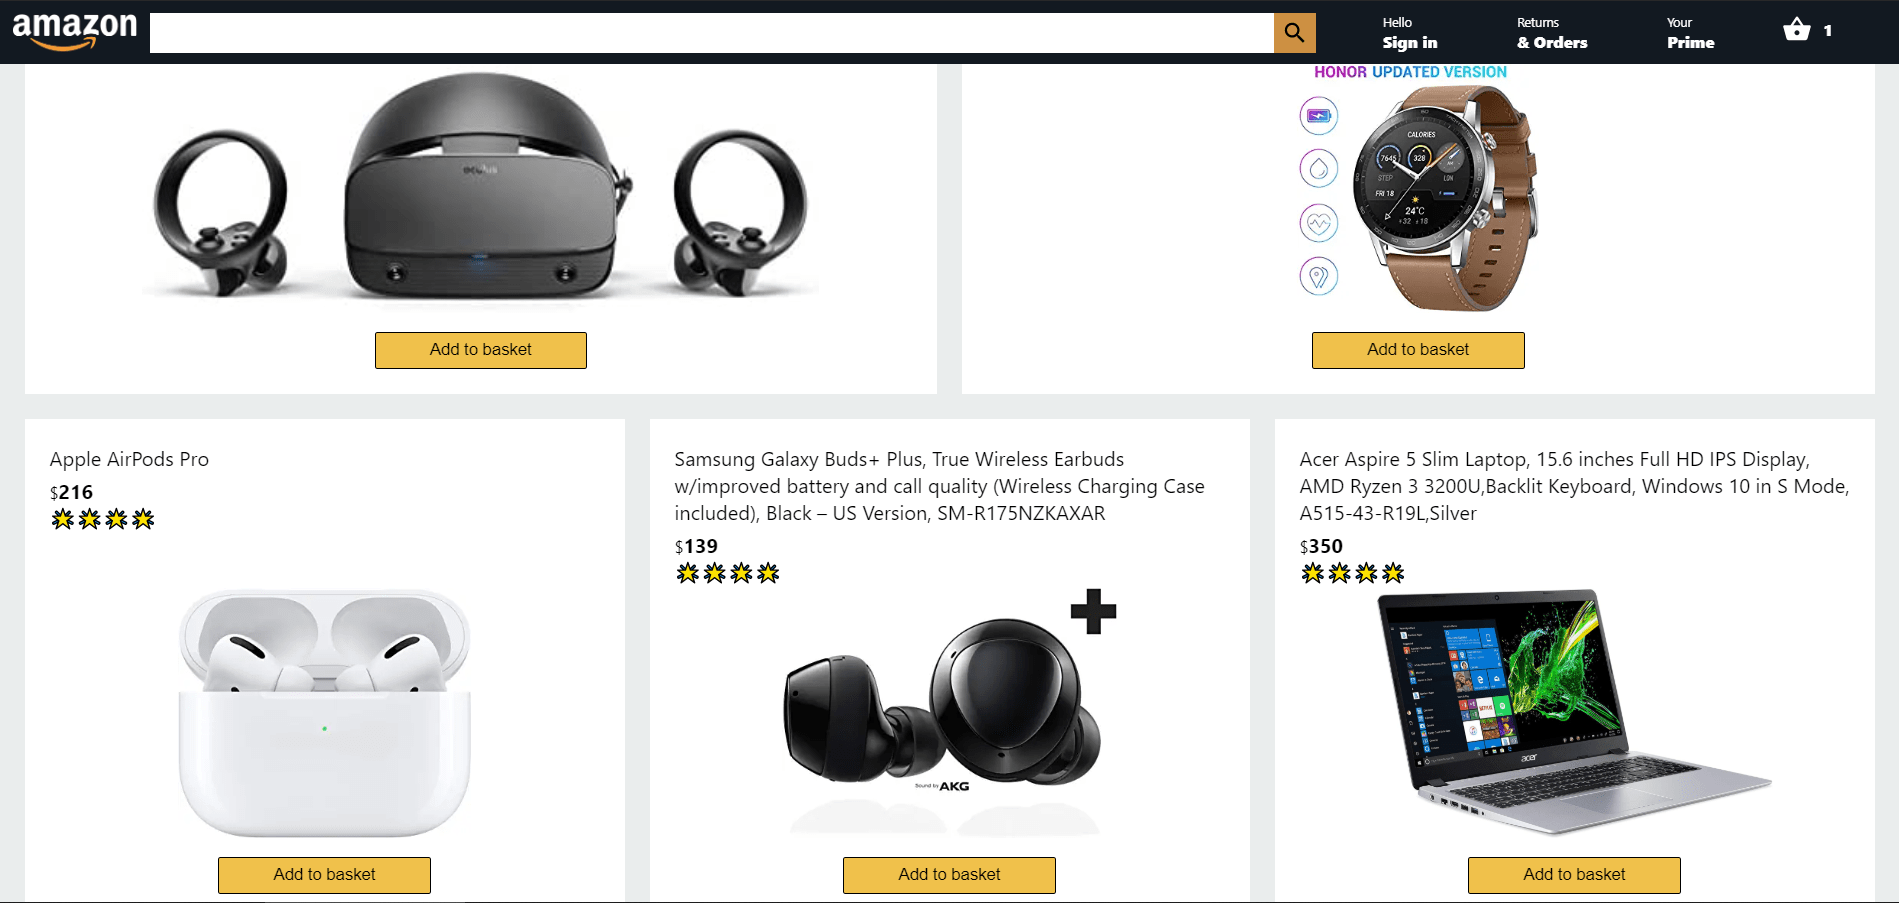 amazon
Hello
Sign in
Returns
& Orders
Your
Prime
1
oculus
HONOR UPDATED VERSION
CALORIES
7645
328
STEP
FRI 18
24°C
Add to basket
Add to basket
Apple AirPods Pro
$216
Samsung Galaxy Buds+ Plus, True Wireless Earbuds
w/improved battery and call quality (Wireless Charging Case
included), Black – US Version, SM-R175NZKAXAR
$139
Acer Aspire 5 Slim Laptop, 15.6 inches Full HD IPS Display,
AMD Ryzen 3 3200U,Backlit Keyboard, Windows 10 in S Mode,
A515-43-R19L,Silver
$350
Sound by AKG
acer
Add to basket
Add to basket
Add to basket